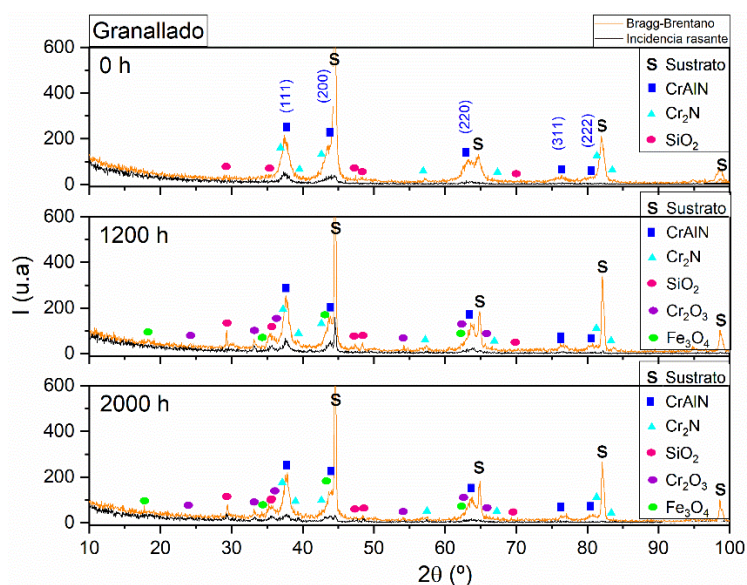 Granallado
Bragg-Brentano
Incidencia rasante
600
400
200
0
0 h
(111)
(200)
S
(220)
S
(311)
(222)
S
S
S Sustrato
CrAlN
Cr₂N
SiO₂
600
400
200
0
1200 h
S
S
S
S
S Sustrato
CrAlN
Cr₂N
SiO₂
Cr₂O₃
Fe₃O₄
I (u.a)
600
400
200
0
2000 h
S
S
S
S
S Sustrato
CrAlN
Cr₂N
SiO₂
Cr₂O₃
Fe₃O₄
10 20 30 40 50 60 70 80 90 100
2θ (º)